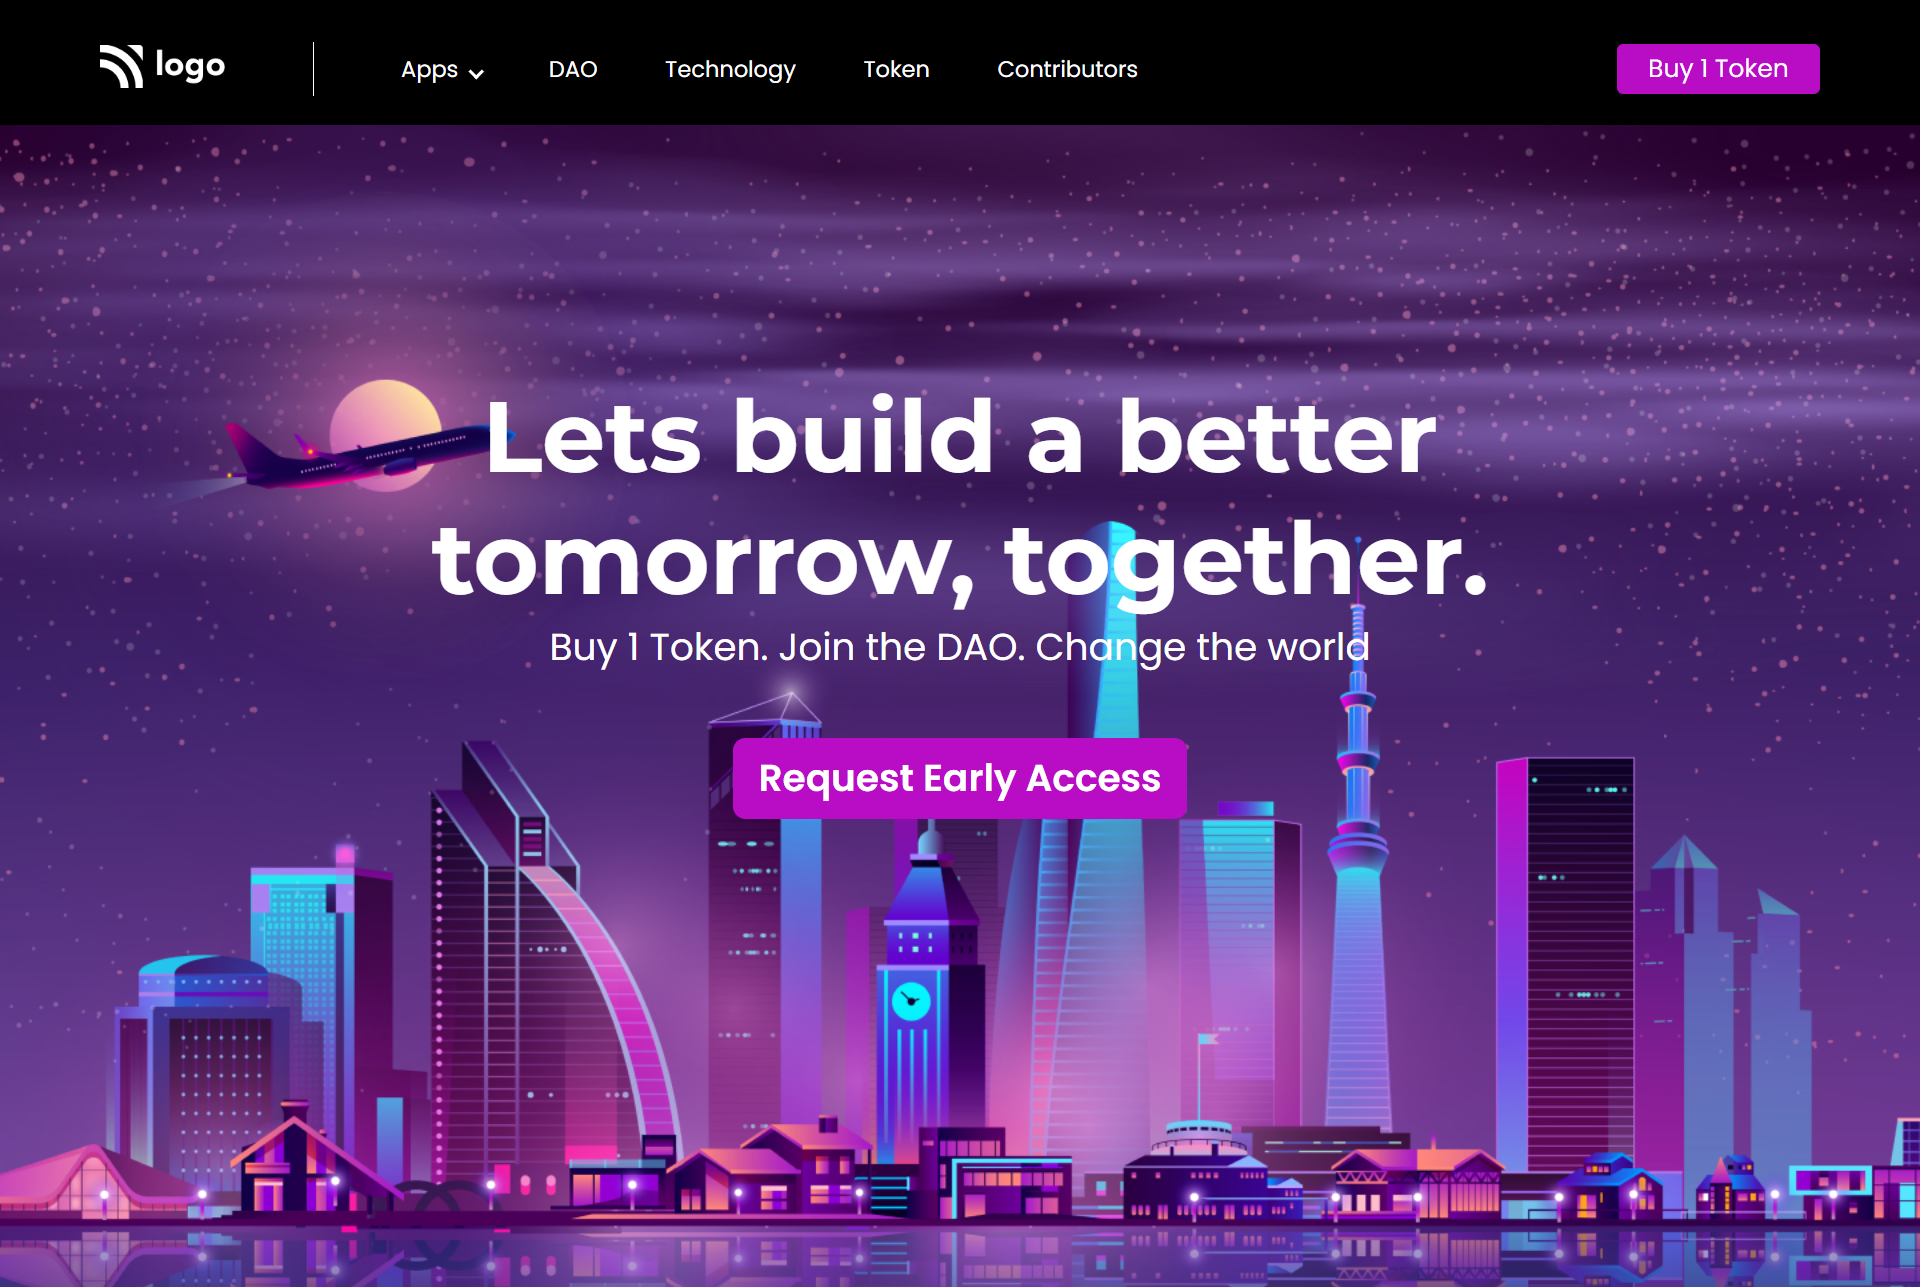 logo
Apps DAO Technology Token Contributors
Buy 1 Token
Lets build a better
tomorrow, together.
Buy 1 Token. Join the DAO. Change the world
Request Early Access